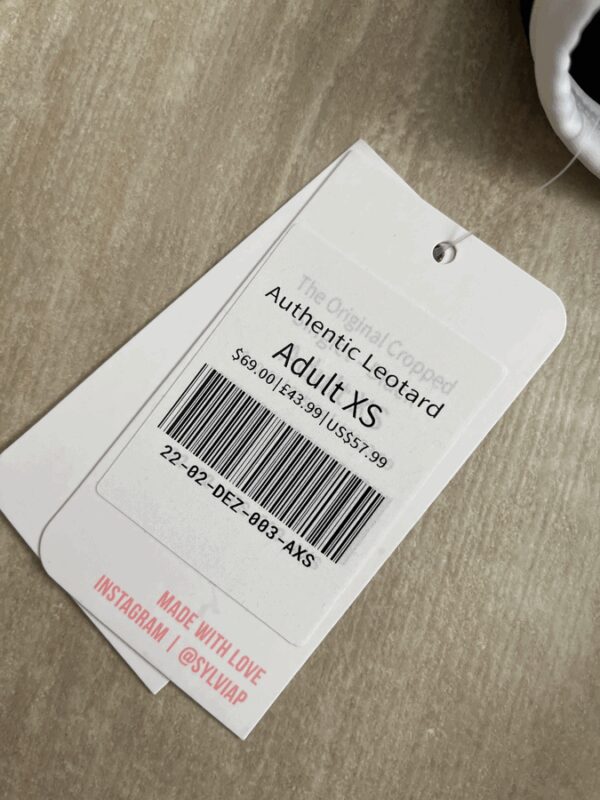 The Original Cropped
Authentic Leotard
Adult XS
$69.00|£43.99|US$57.99
22-02-DEZ-003-AXS
MADE WITH LOVE
INSTAGRAM | @SYLVIAP